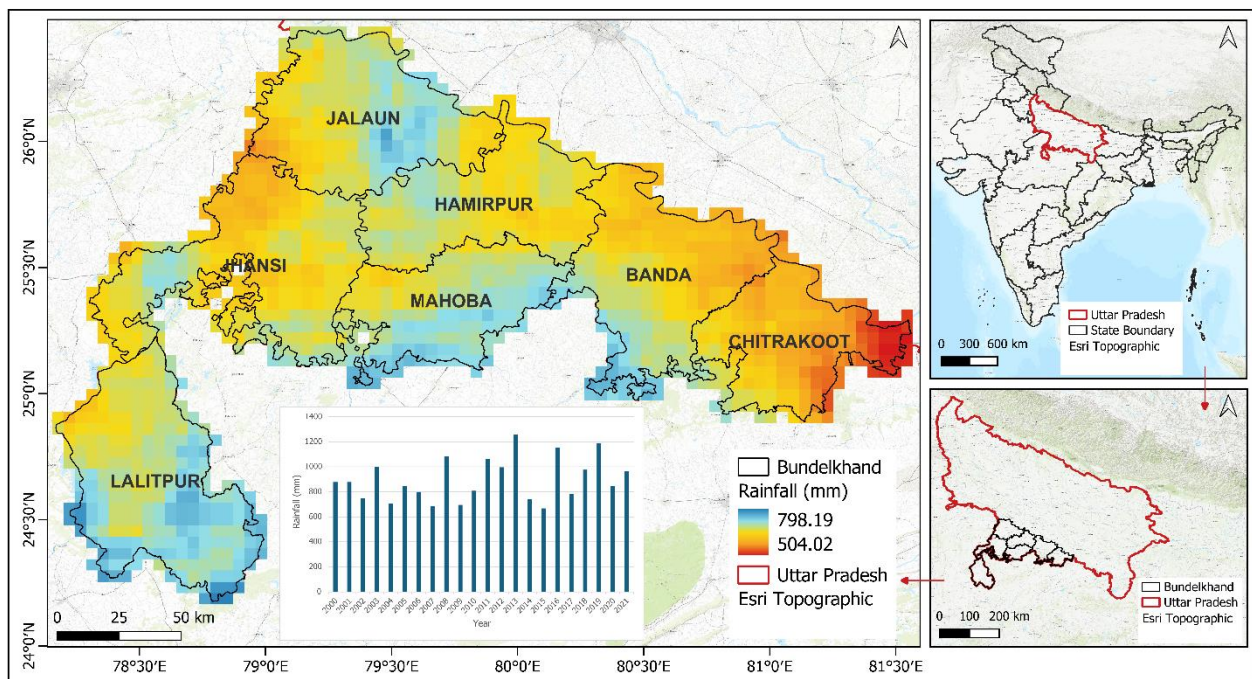 JALAUN
HAMIRPUR
JHANSI
BANDA
MAHOBA
CHITRAKOOT
LALITPUR
26°0'N
25°30'N
25°0'N
24°30'N
24°0'N
78°30'E
79°0'E
79°30'E
80°0'E
80°30'E
81°0'E
81°30'E
0 25 50 km
1400
1200
1000
800
600
400
200
0
Rainfall (mm)
2000 2001 2002 2003 2004 2005 2006 2007 2008 2009 2010 2011 2012 2013 2014 2015 2016 2017 2018 2019 2020 2021
Year
Bundelkhand
Rainfall (mm)
798.19
504.02
Uttar Pradesh
Esri Topographic
Uttar Pradesh
State Boundary
Esri Topographic
0 300 600 km
Bundelkhand
Uttar Pradesh
Esri Topographic
0 100 200 km